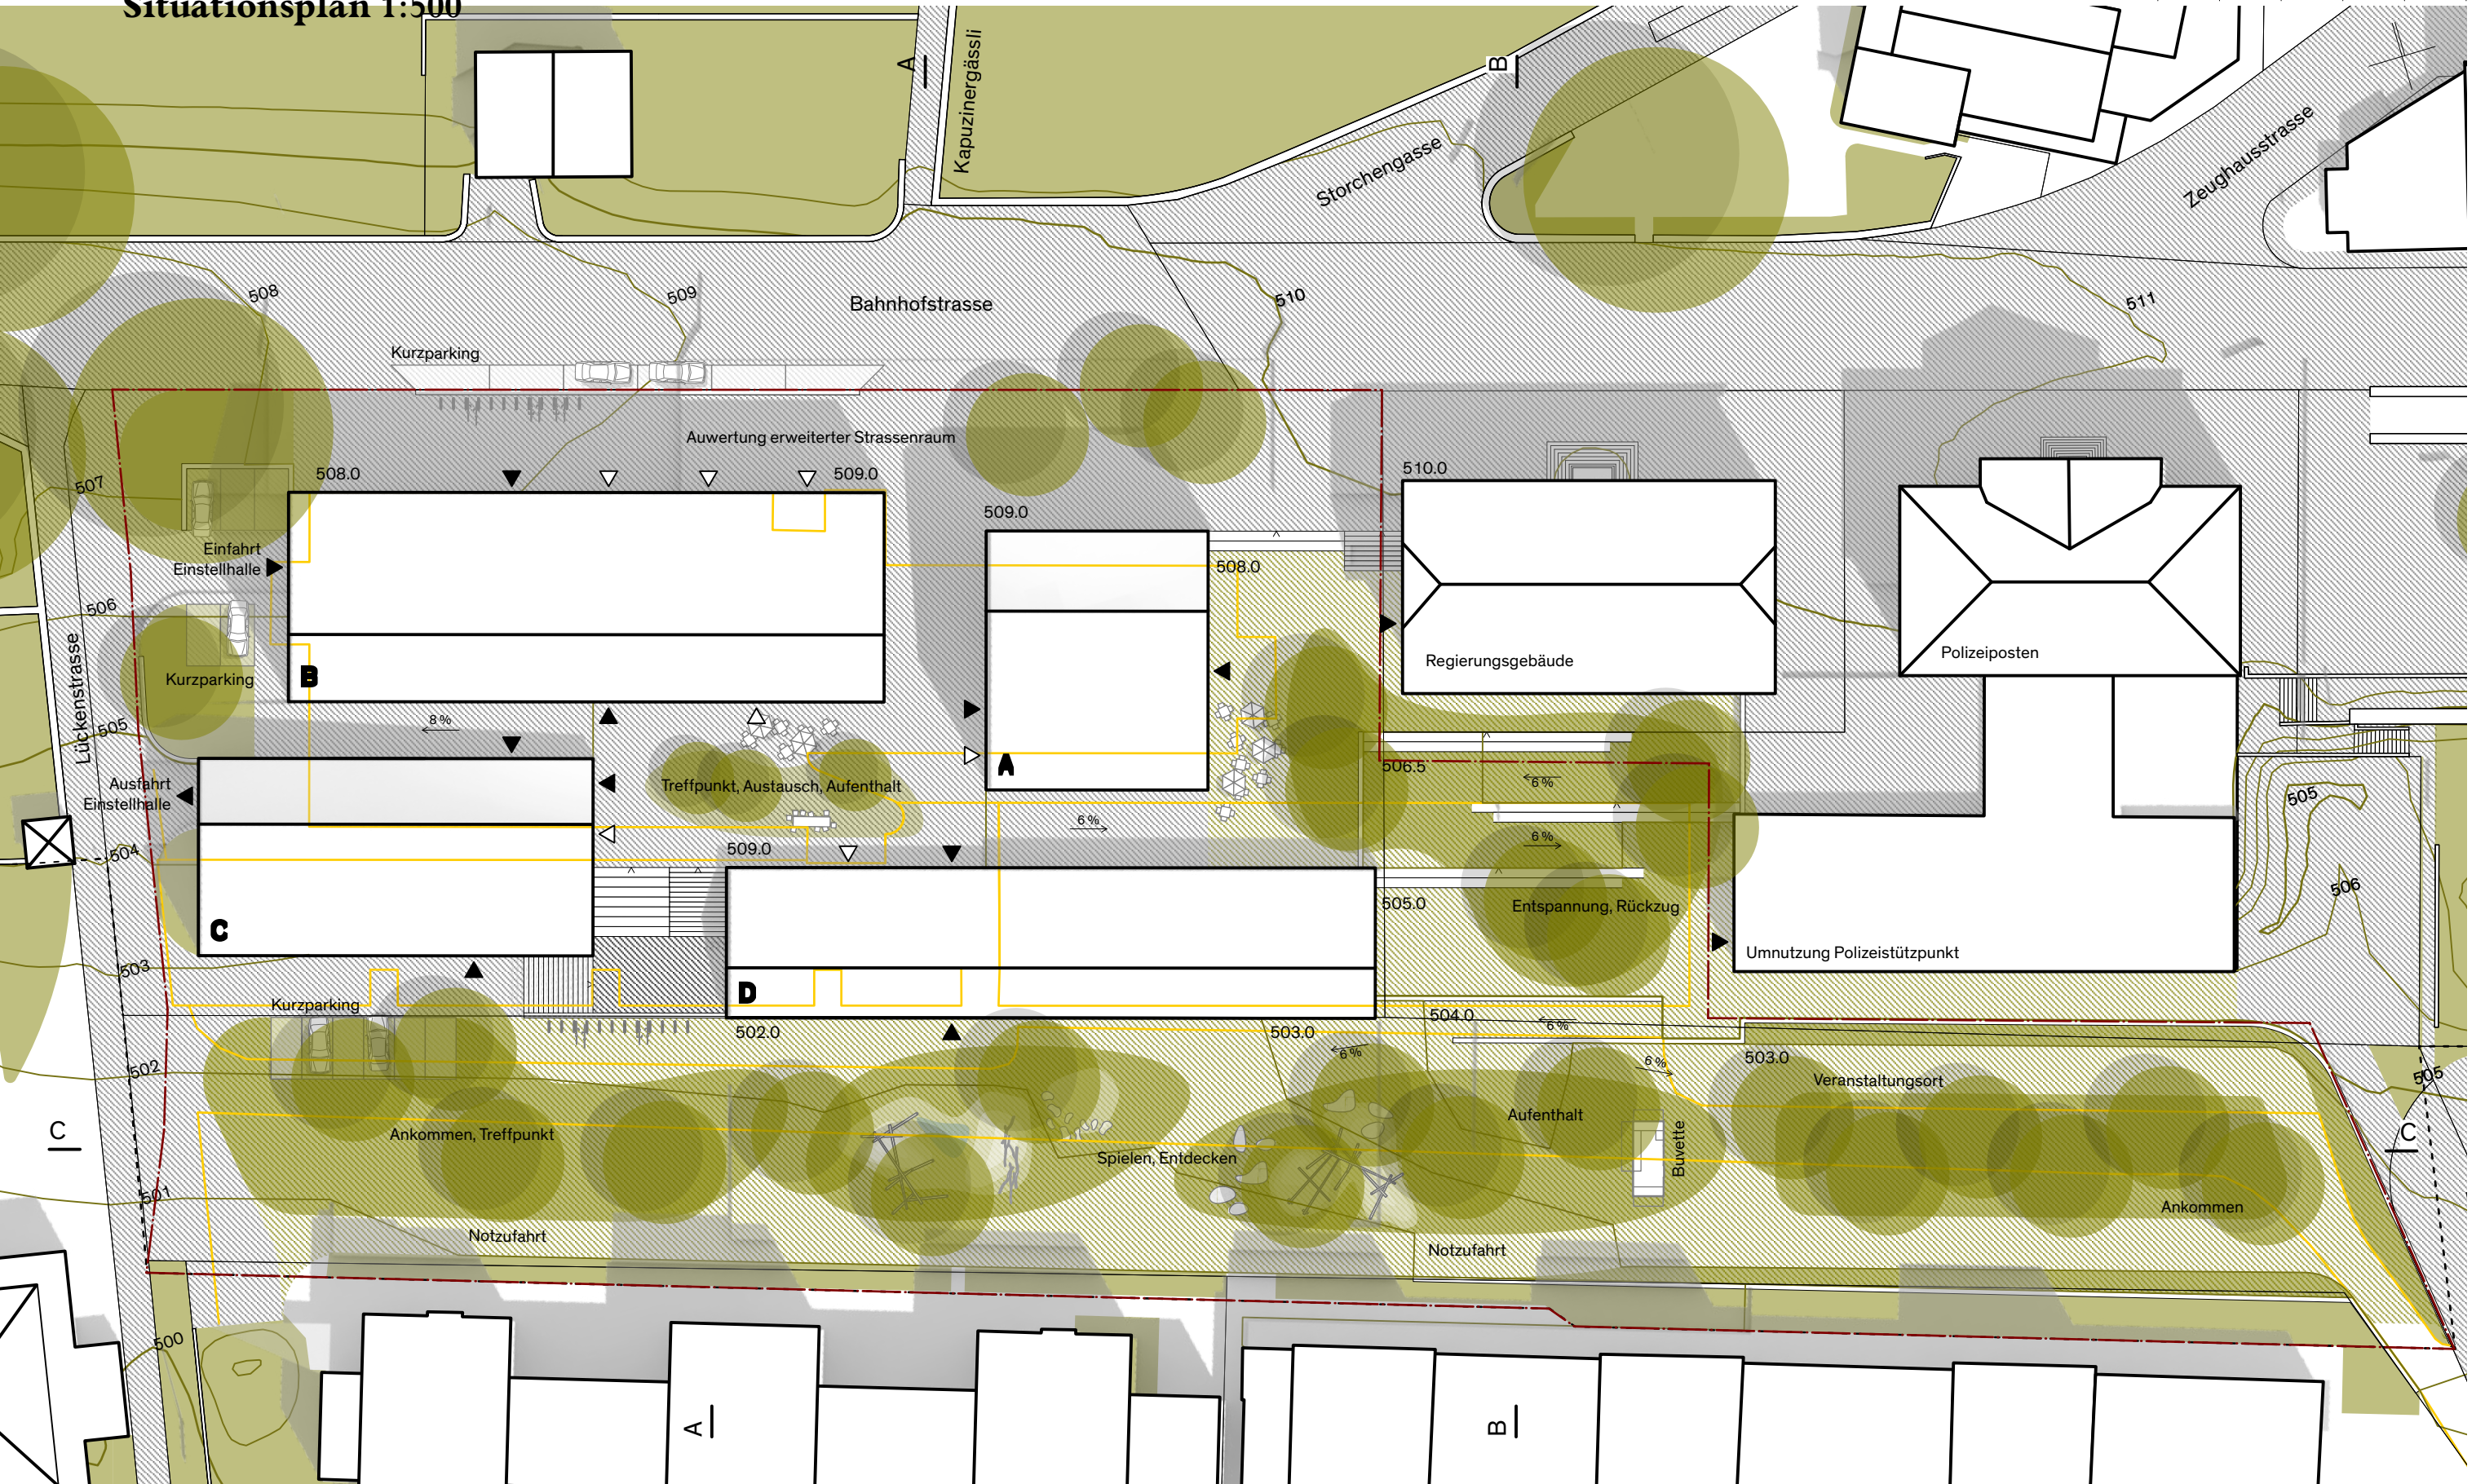 Situationsplan 1:500
A
Kapuzinergässli
B
Storchengasse
Zeughausstrasse
508
509
Bahnhofstrasse
510
511
Kurzparking
Auwertung erweiterter Strassenraum
507
508.0
509.0
510.0
509.0
Einfahrt
Einstellhalle
508.0
506
Lückenstrasse
Kurzparking
B
Regierungsgebäude
Polizeiposten
505
8 %
A
506.5
Ausfahrt
Einstellhalle
Treffpunkt, Austausch, Aufenthalt
6 %
505
6 %
6 %
504
509.0
506
C
505.0
Entspannung, Rückzug
Umnutzung Polizeistützpunkt
503
D
Kurzparking
502.0
503.0
504.0
6 %
6 %
6 %
503.0
502
Veranstaltungsort
505
Aufenthalt
C
Ankommen, Treffpunkt
Spielen, Entdecken
Buvette
C
501
Ankommen
Notzufahrt
Notzufahrt
500
A
B